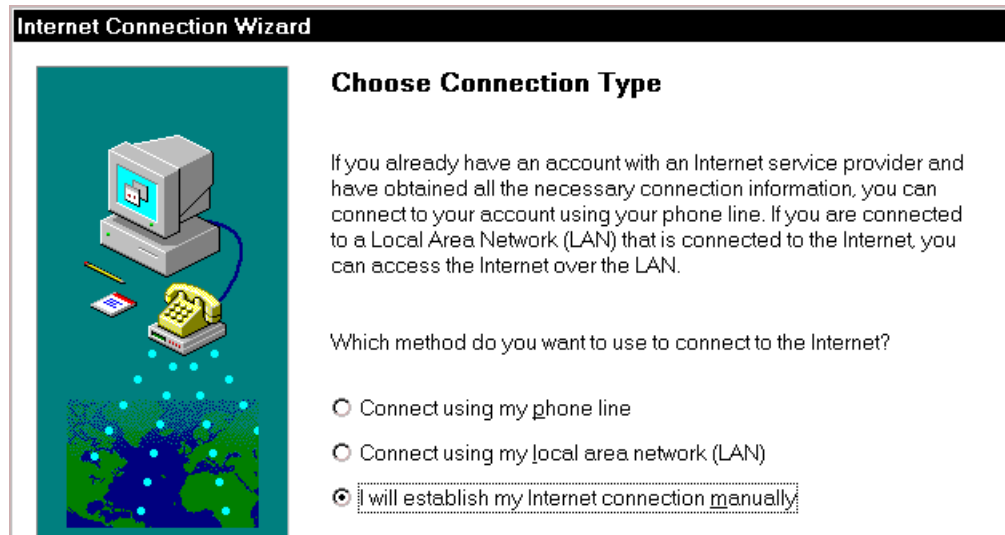 Internet Connection Wizard
Choose Connection Type
If you already have an account with an Internet service provider and
have obtained all the necessary connection information, you can
connect to your account using your phone line. If you are connected
to a Local Area Network (LAN) that is connected to the Internet, you
can access the Internet over the LAN.
Which method do you want to use to connect to the Internet?
Connect using my phone line
Connect using my local area network (LAN)
I will establish my Internet connection manually